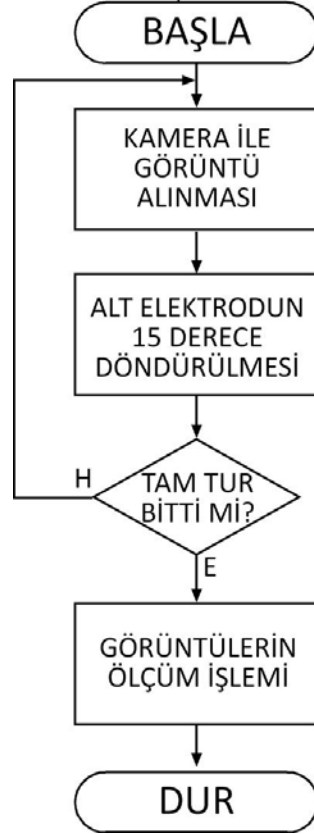 BAŞLA
KAMERA İLE
GÖRÜNTÜ
ALINMASI
ALT ELEKTRODUN
15 DERECE
DÖNDÜRÜLMESİ
H
TAM TUR
BİTTİ Mİ?
E
GÖRÜNTÜLERİN
ÖLÇÜM İŞLEMİ
DUR